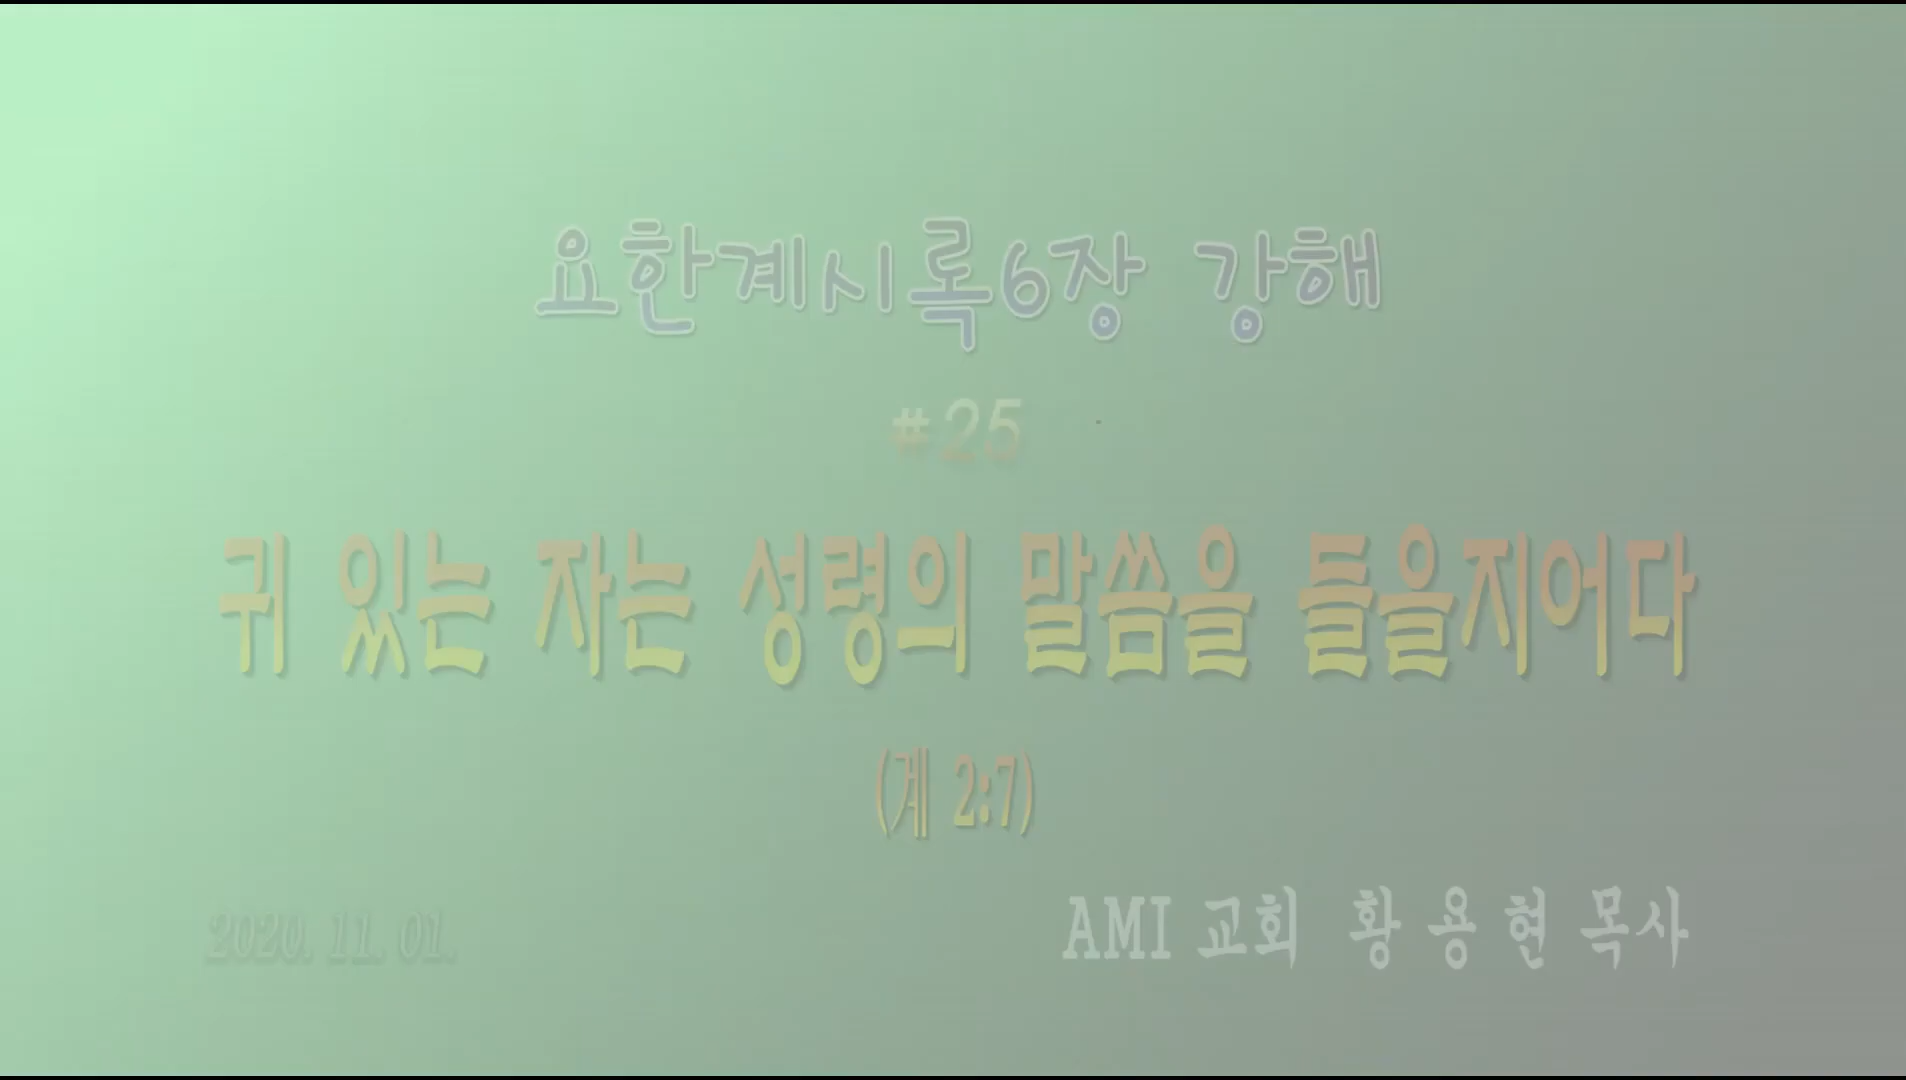 요한계시록6장 강해
#25
귀 있는 자는 성령의 말씀을 들을지어다
(계 2:7)
2020. 11. 01.
AMI 교회 황 용 현 목사